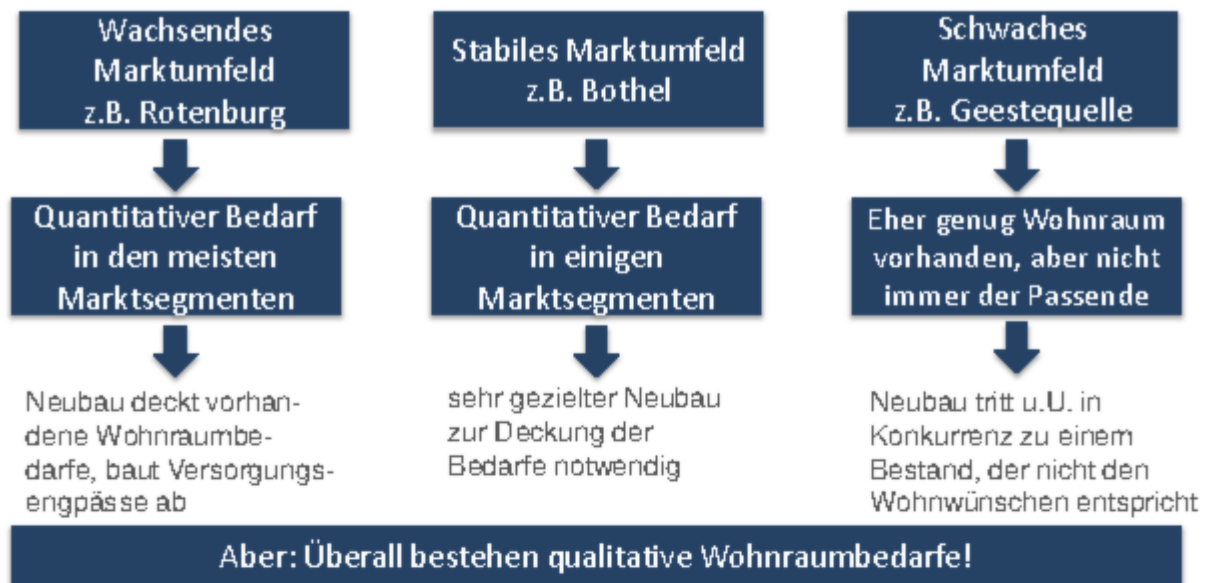 Wachsendes
Marktumfeld
z.B. Rotenburg
Quantitativer Bedarf
in den meisten
Marktsegmenten
Neubau deckt vorhan-
dene Wohnraumbe-
darfe, baut Versorgungs-
engpässe ab
Stabiles Marktumfeld
z.B. Bothel
Quantitativer Bedarf
in einigen
Marktsegmenten
sehr gezielter Neubau
zur Deckung der
Bedarfe notwendig
Schwaches
Marktumfeld
z.B. Geestequelle
Eher genug Wohnraum
vorhanden, aber nicht
immer der Passende
Neubau tritt u.U. in
Konkurrenz zu einem
Bestand, der nicht den
Wohnwünschen entspricht
Aber: Überall bestehen qualitative Wohnraumbedarfe!